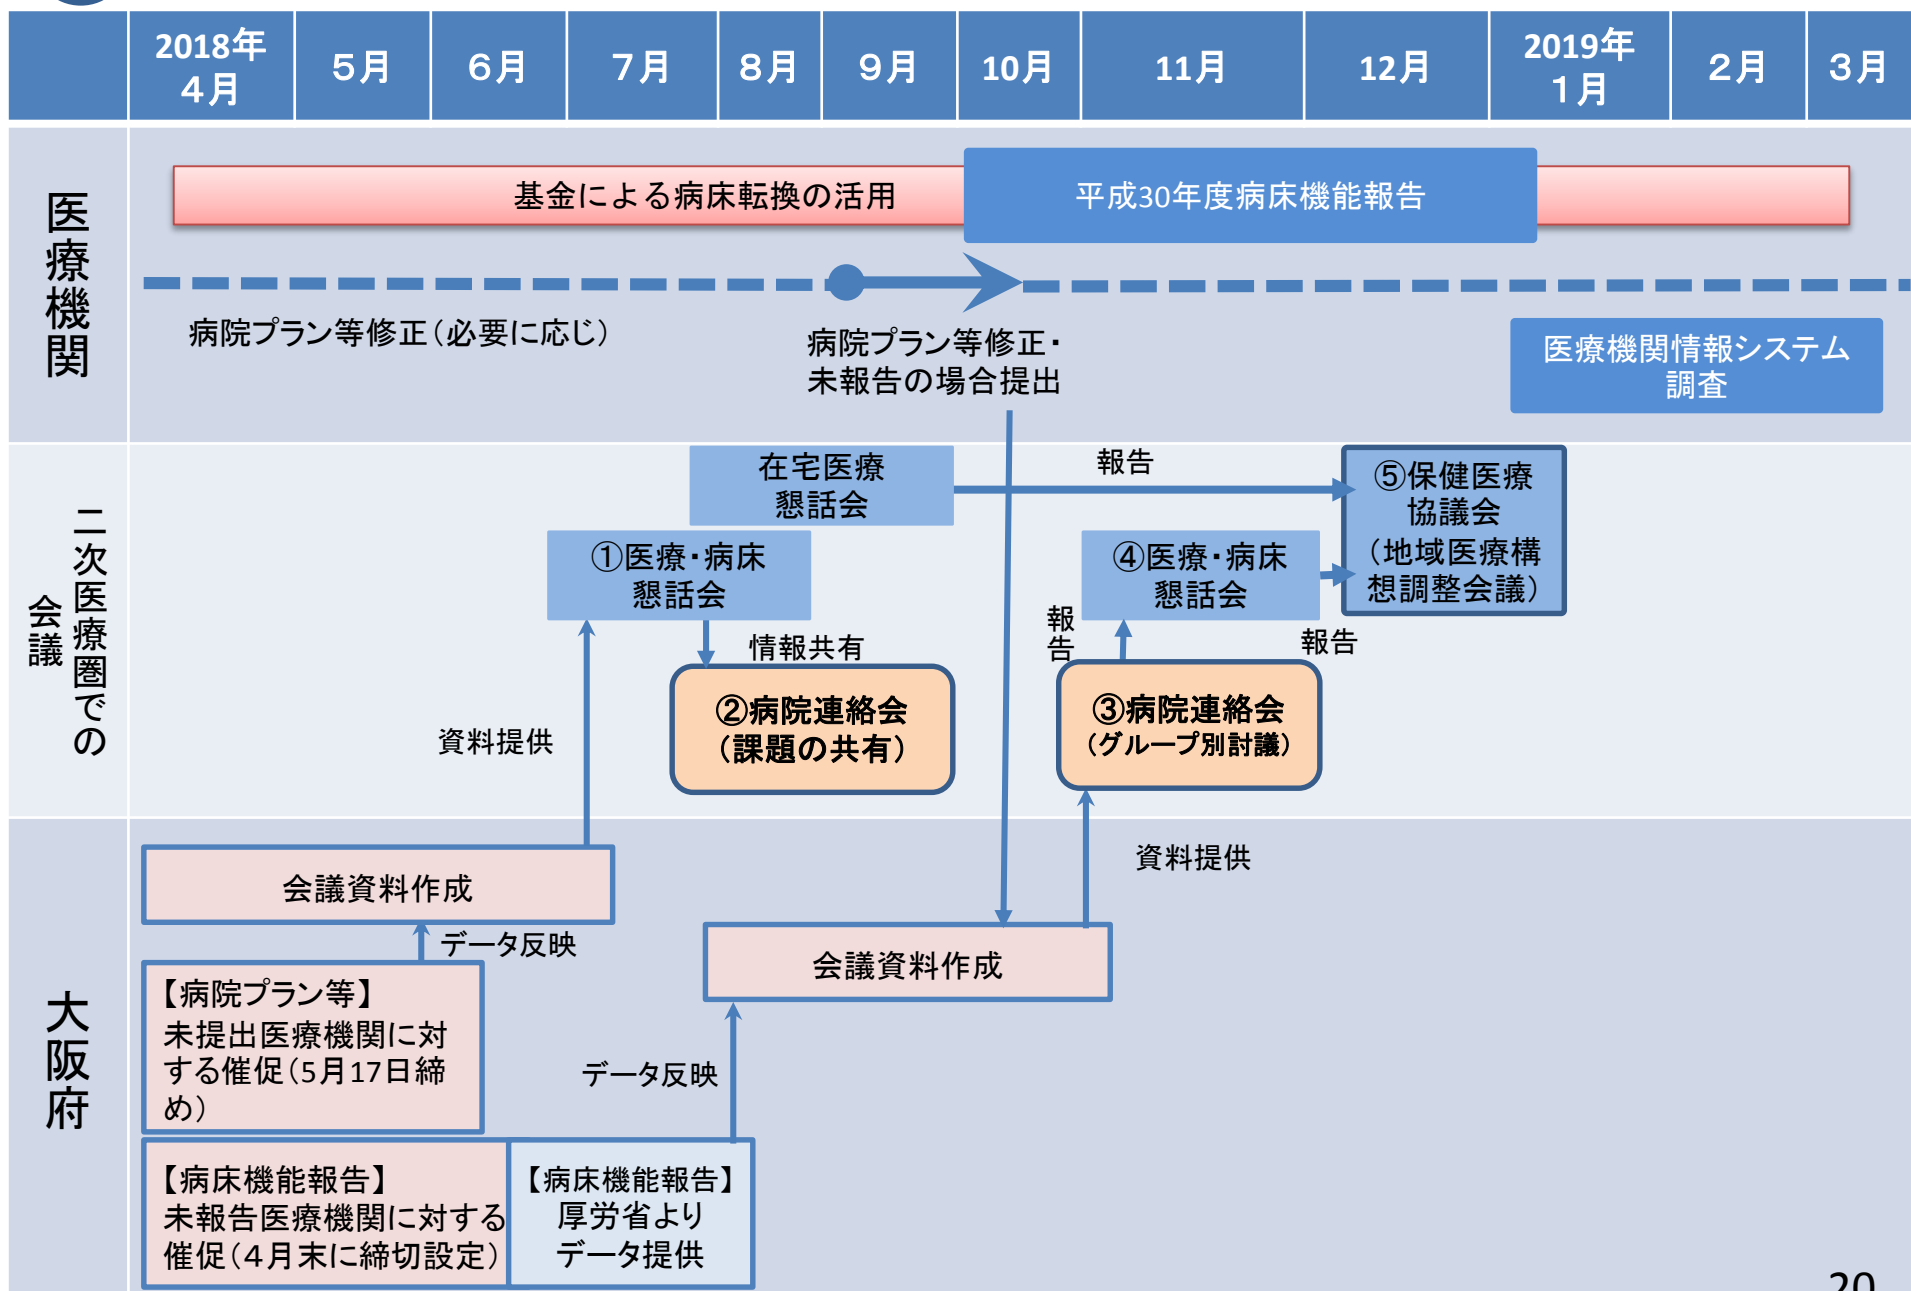 2018年
４月
５月
６月
７月
８月
９月
10月
11月
12月
2019年
１月
２月
３月
医療機関
基金による病床転換の活用
平成30年度病床機能報告
病院プラン等修正（必要に応じ）
病院プラン等修正・
未報告の場合提出
医療機関情報システム
調査
二次医療圏での
会議
在宅医療
懇話会
報告
⑤保健医療
協議会
（地域医療構
想調整会議）
①医療・病床
懇話会
④医療・病床
懇話会
情報共有
報告
報告
②病院連絡会
（課題の共有）
③病院連絡会
（グループ別討議）
資料提供
資料提供
大阪府
会議資料作成
データ反映
会議資料作成
【病院プラン等】
未提出医療機関に対
する催促（5月17日締
め）
データ反映
【病床機能報告】
未報告医療機関に対する
催促（４月末に締切設定）
【病床機能報告】
厚労省より
データ提供
20